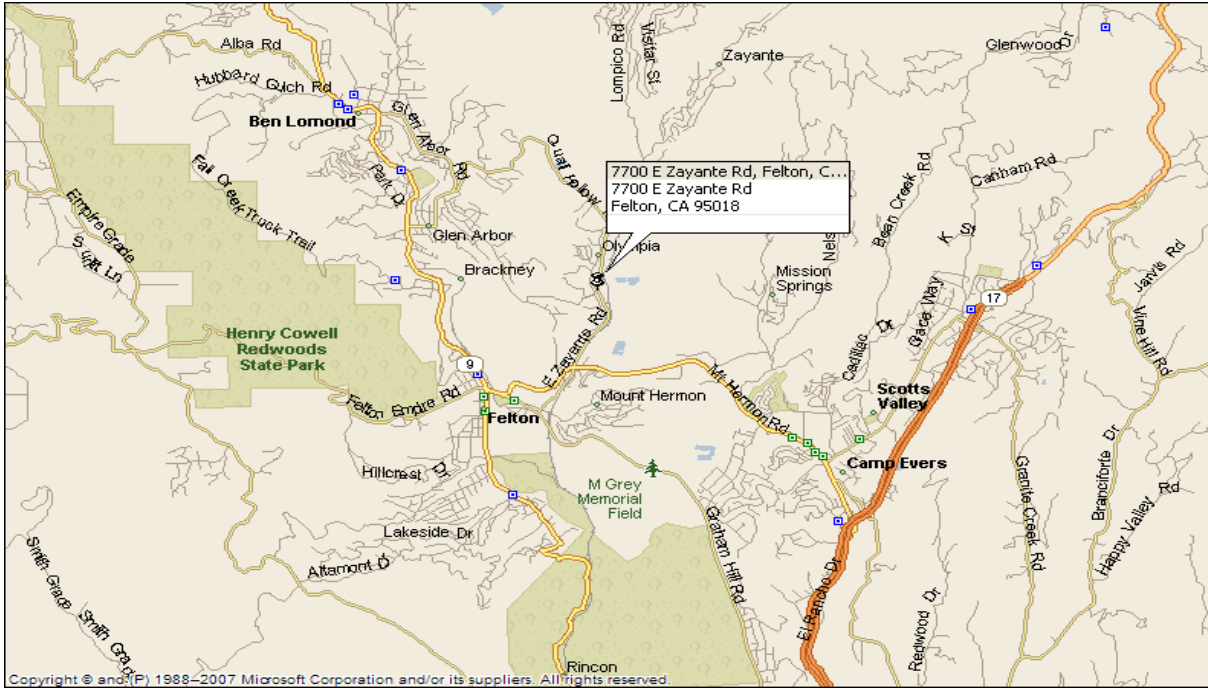 Alba Rd
Hubbard Gulch Rd
Ben Lomond
Glen Arbor Rd
Lompico Rd
Visitar St
Zayante
Glenwood Dr
Park Dr
Fall Creek Truck Trail
Empire Grade
Glen Arbor
Brackney
7700 E Zayante Rd, Felton, C...
7700 E Zayante Rd
Felton, CA 95018
Olympia
Nels
Bean Creek Rd
Canham Rd
K St
Mission
Springs
17
Jarvis Rd
Vine Hill Rd
Henry Cowell
Redwoods
State Park
9
E Zayante Rd
Felton Empire Rd
Felton
Mount Hermon
Mt Hermon Rd
Cadillac Dr
Grace Way
Scotts
Valley
Camp Evers
Hillcrest Dr
M Grey
Memorial
Field
Graham Hill Rd
Granite Creek Rd
Branciforte Dr
Happy Valley Rd
Lakeside Dr
Altamont D
Smith Grade
Smith Grad
El Rancho Dr
Redwood Dr
Rincon
Copyright © and (P) 1988–2007 Microsoft Corporation and/or its suppliers. All rights reserved.